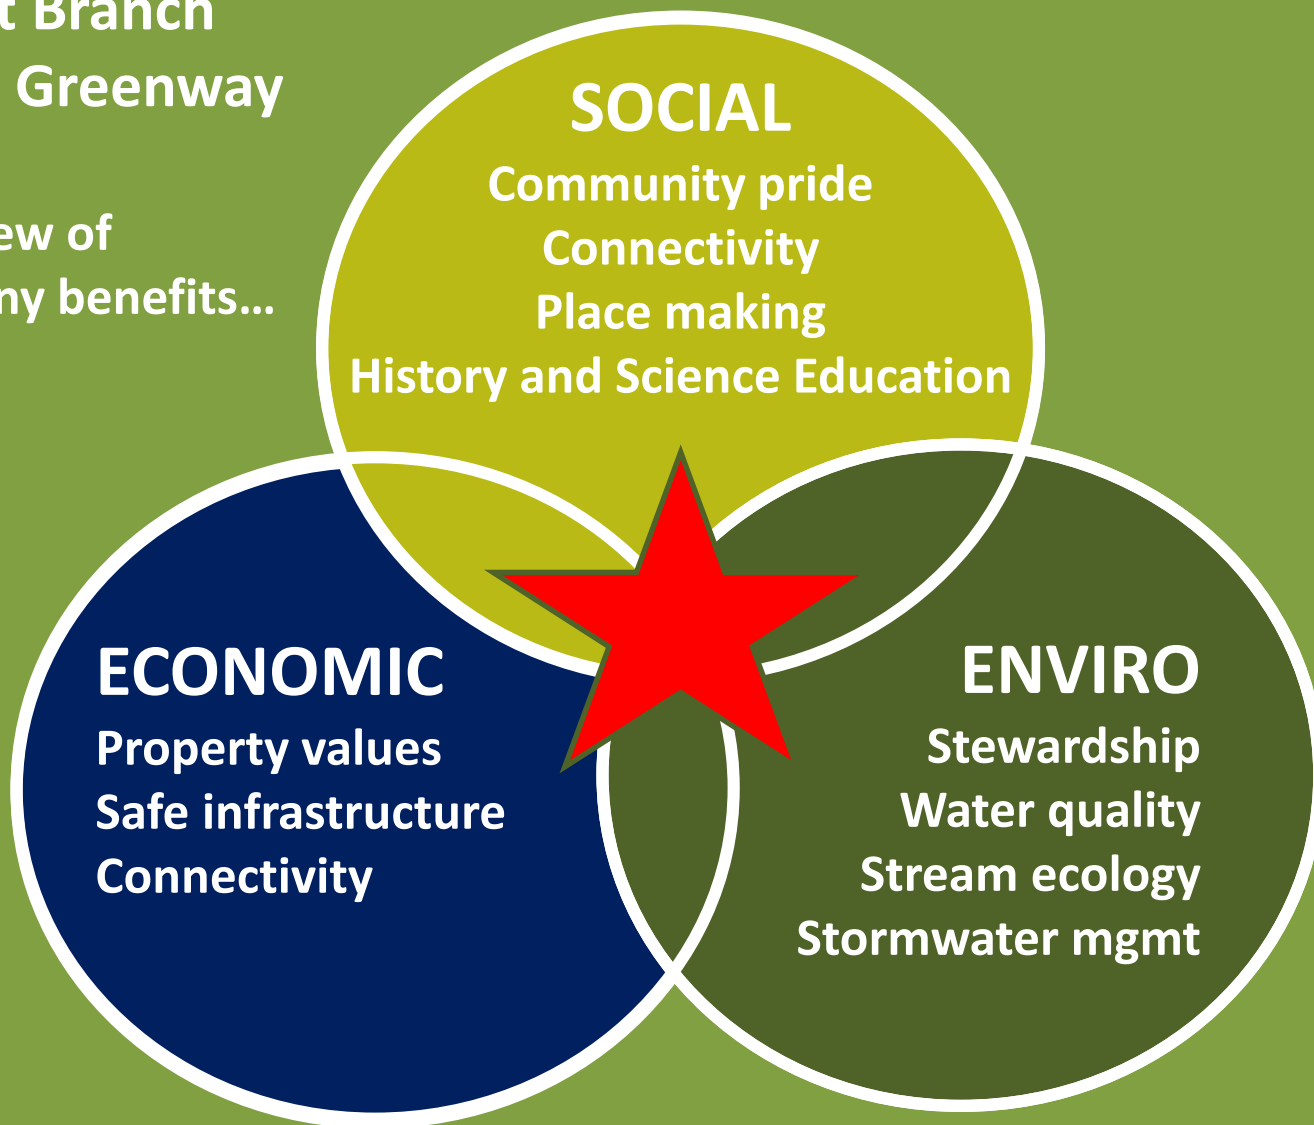 t Branch
Greenway
ew of
ny benefits…
SOCIAL
Community pride
Connectivity
Place making
History and Science Education
ECONOMIC
Property values
Safe infrastructure
Connectivity
ENVIRO
Stewardship
Water quality
Stream ecology
Stormwater mgmt